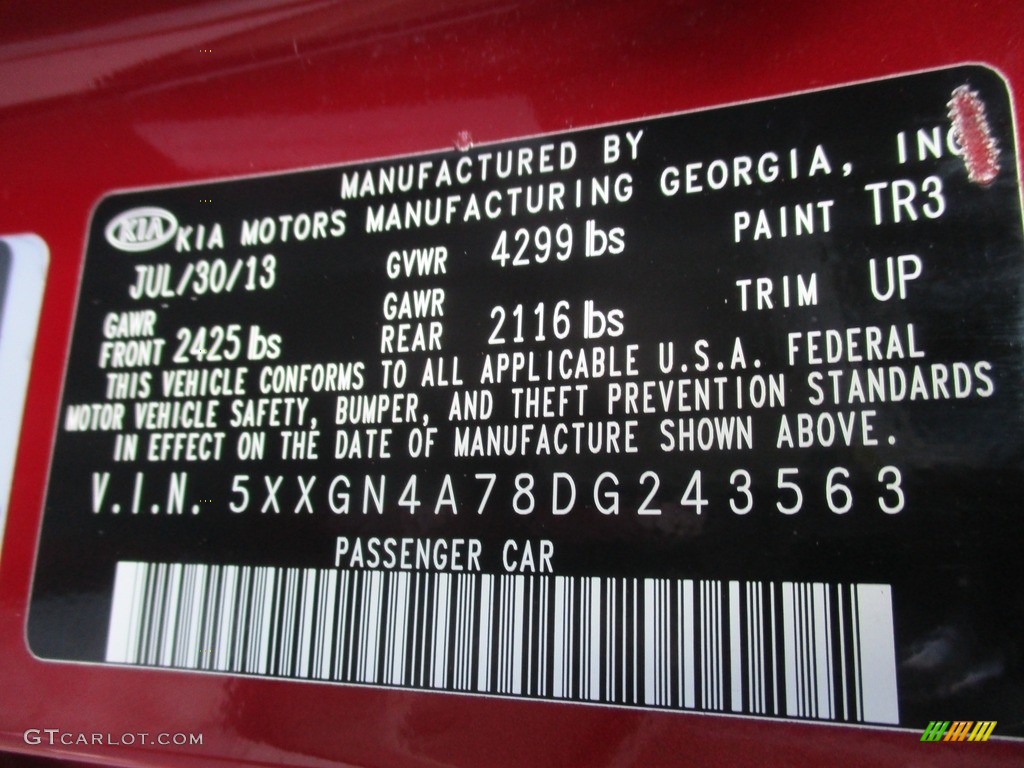 MANUFACTURED BY
KIA KIA MOTORS MANUFACTURING GEORGIA, INC
JUL/30/13 GVWR 4299 lbs PAINT TR3
GAWR FRONT 2425 lbs GAWR REAR 2116 lbs TRIM UP
THIS VEHICLE CONFORMS TO ALL APPLICABLE U.S.A. FEDERAL
MOTOR VEHICLE SAFETY, BUMPER, AND THEFT PREVENTION STANDARDS
IN EFFECT ON THE DATE OF MANUFACTURE SHOWN ABOVE.
V.I.N. 5XXGN4A78DG243563
PASSENGER CAR
GTCARLOT.COM